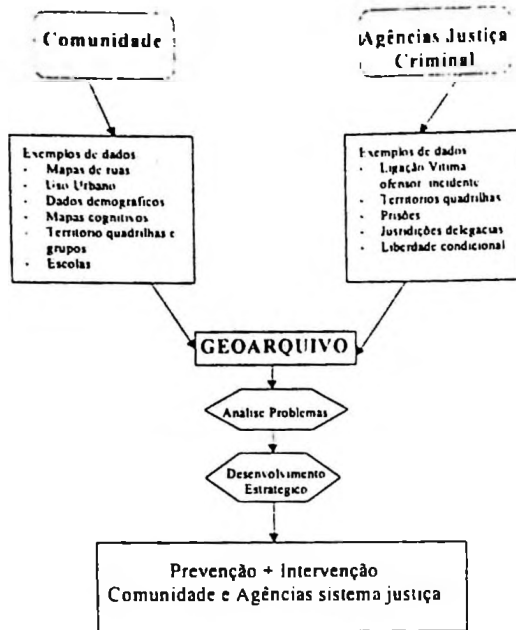 Comunidade
Agências Justiça
Criminal
Exemplos de dados
- Mapas de ruas
- Uso Urbano
- Dados demográficos
- Mapas cognitivos
- Território quadrilhas e
grupos
- Escolas
Exemplos de dados
- Ligação Vítima
ofensor incidente
- Territórios quadrilhas
- Prisões
- Jusridições delegacias
- Liberdade condicional
GEOARQUIVO
Análise Problemas
Desenvolvimento
Estratégico
Prevenção + Intervenção
Comunidade e Agências sistema justiça